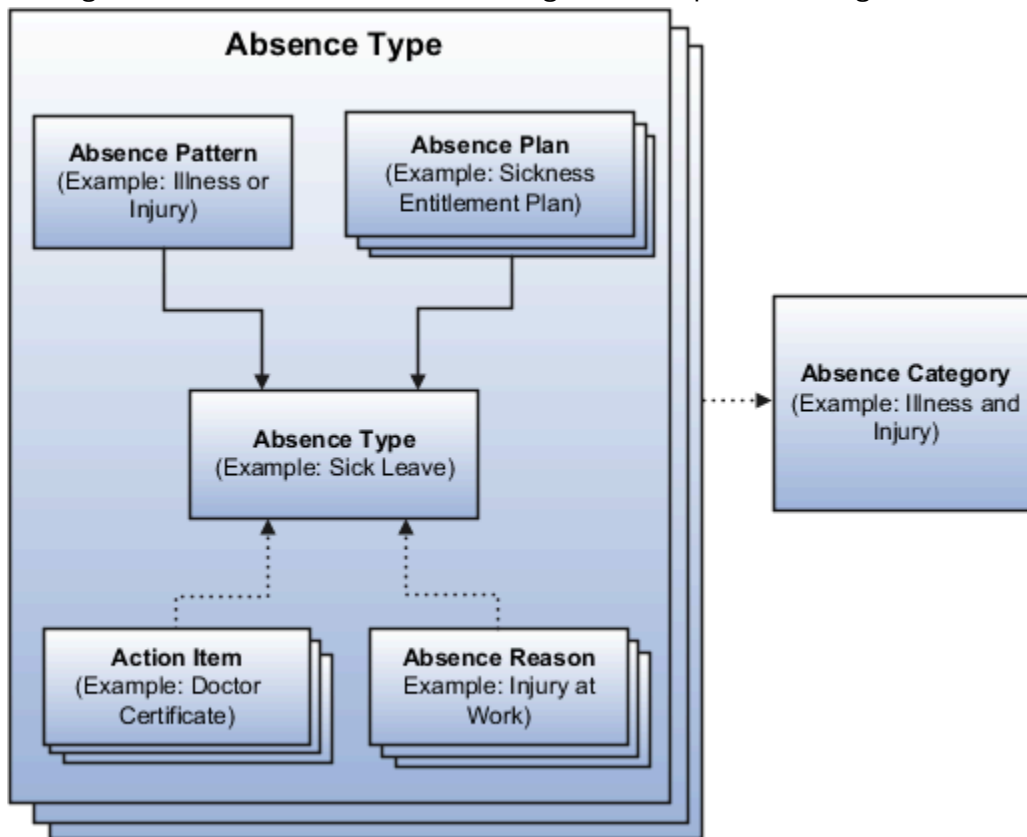 Absence Type
Absence Pattern
(Example: Illness or
Injury)
Absence Plan
(Example: Sickness
Entitlement Plan)
Absence Type
(Example: Sick Leave)
Absence Category
(Example: Illness and
Injury)
Action Item
(Example: Doctor
Certificate)
Absence Reason
Example: Injury at
Work)